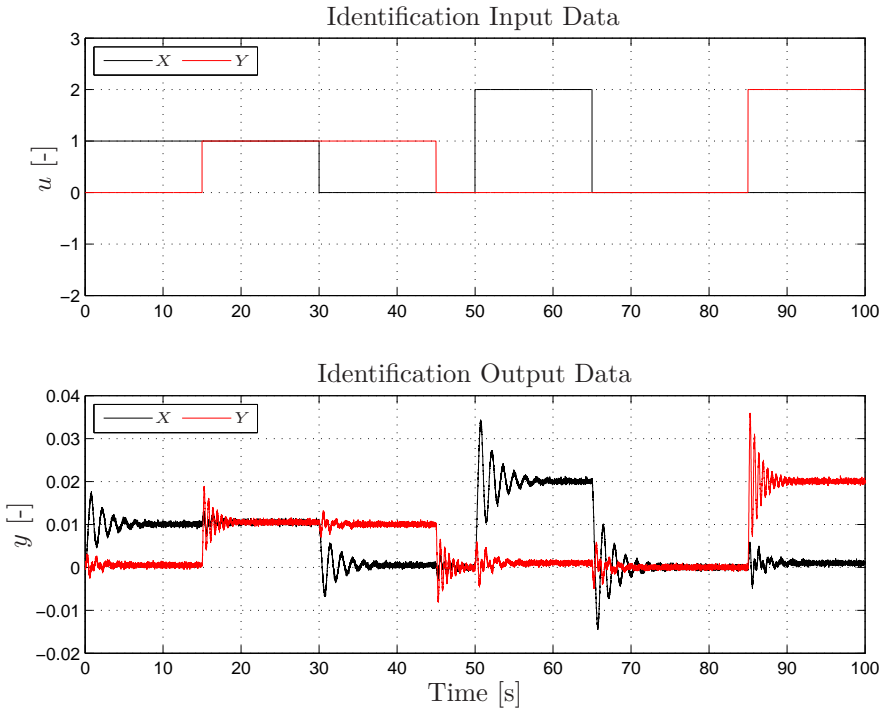 Identification Input Data
3
X Y
2
1
0
−1
−2
u [-]
0 10 20 30 40 50 60 70 80 90 100
Identification Output Data
0.04
X Y
0.03
0.02
0.01
0
−0.01
−0.02
y [-]
0 10 20 30 40 50 60 70 80 90 100
Time [s]